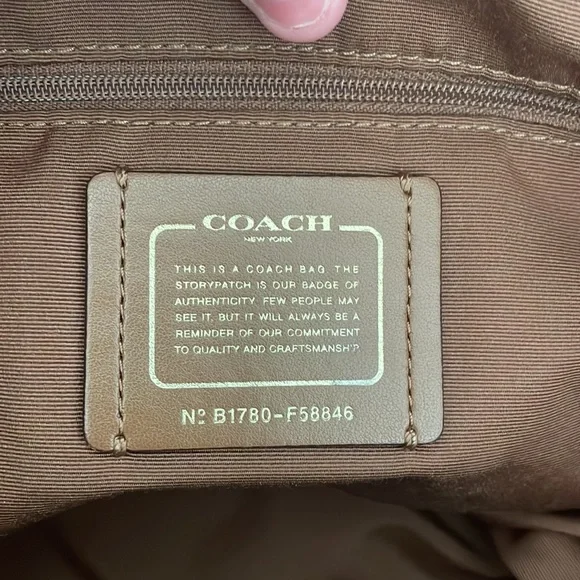 COACH
NEW YORK
THIS IS A COACH BAG. THE
STORYPATCH IS OUR BADGE OF
AUTHENTICITY. FEW PEOPLE MAY
SEE IT, BUT IT WILL ALWAYS BE A
REMINDER OF OUR COMMITMENT
TO QUALITY AND CRAFTSMANSHIP
Nº B1780-F58846